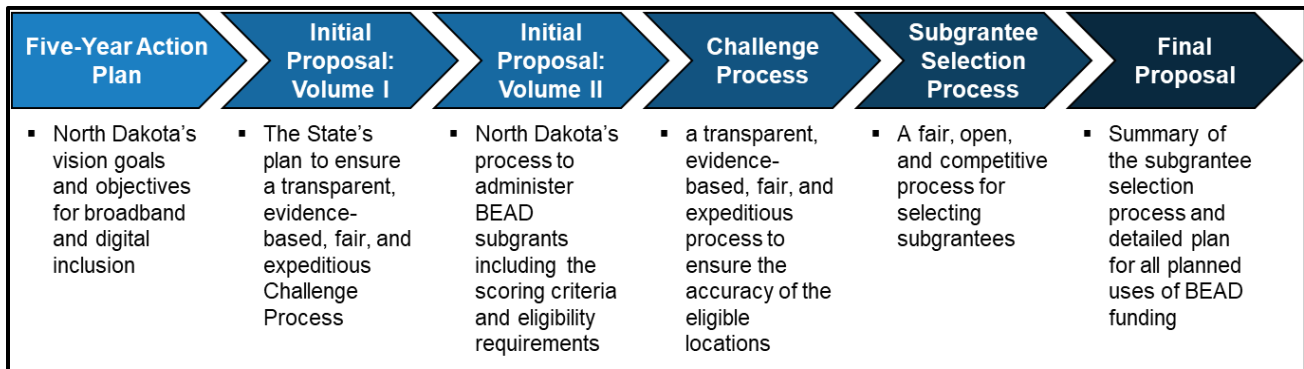 Five-Year Action
Plan
Initial
Proposal:
Volume I
Initial
Proposal:
Volume II
Challenge
Process
Subgrantee
Selection
Process
Final
Proposal
▪ North Dakota’s
vision goals
and objectives
for broadband
and digital
inclusion
▪ The State’s
plan to ensure
a transparent,
evidence-
based, fair, and
expeditious
Challenge
Process
▪ North Dakota’s
process to
administer
BEAD
subgrants
including the
scoring criteria
and eligibility
requirements
▪ a transparent,
evidence-
based, fair, and
expeditious
process to
ensure the
accuracy of the
eligible
locations
▪ A fair, open,
and competitive
process for
selecting
subgrantees
▪ Summary of
the subgrantee
selection
process and
detailed plan
for all planned
uses of BEAD
funding